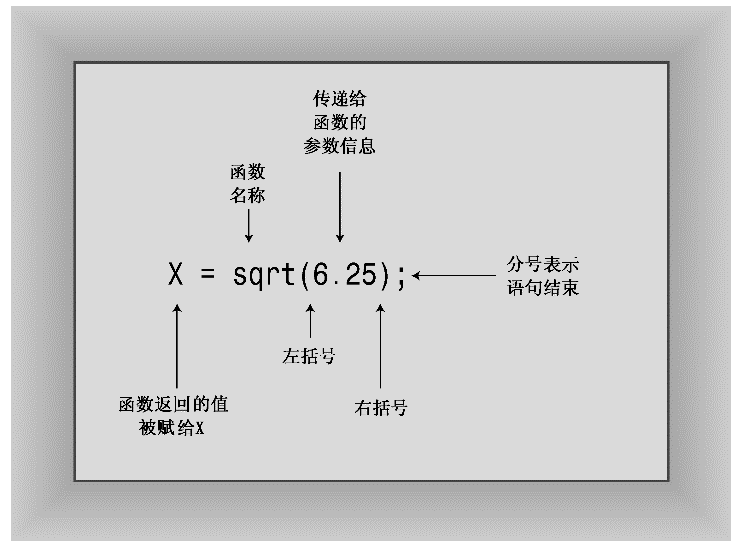 传递给
函数的
参数信息
函数
名称
X = sqrt(6.25);
分号表示
语句结束
左括号
函数返回的值
被赋给X
右括号